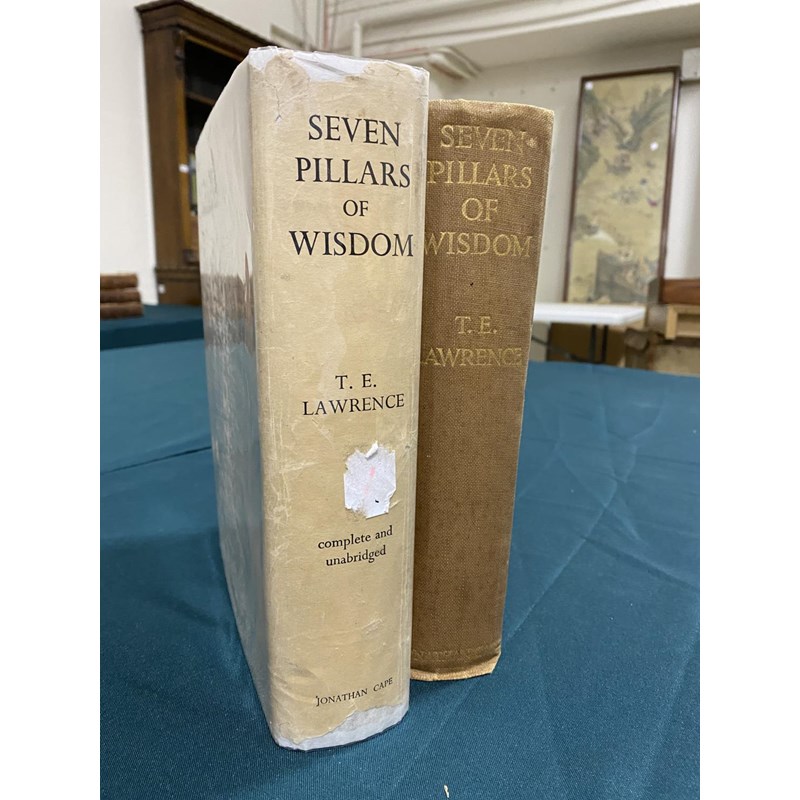 SEVEN
PILLARS
OF
WISDOM
T. E.
LAWRENCE
complete and
unabridged
JONATHAN CAPE
SEVEN
PILLARS
OF
WISDOM
T. E.
LAWRENCE